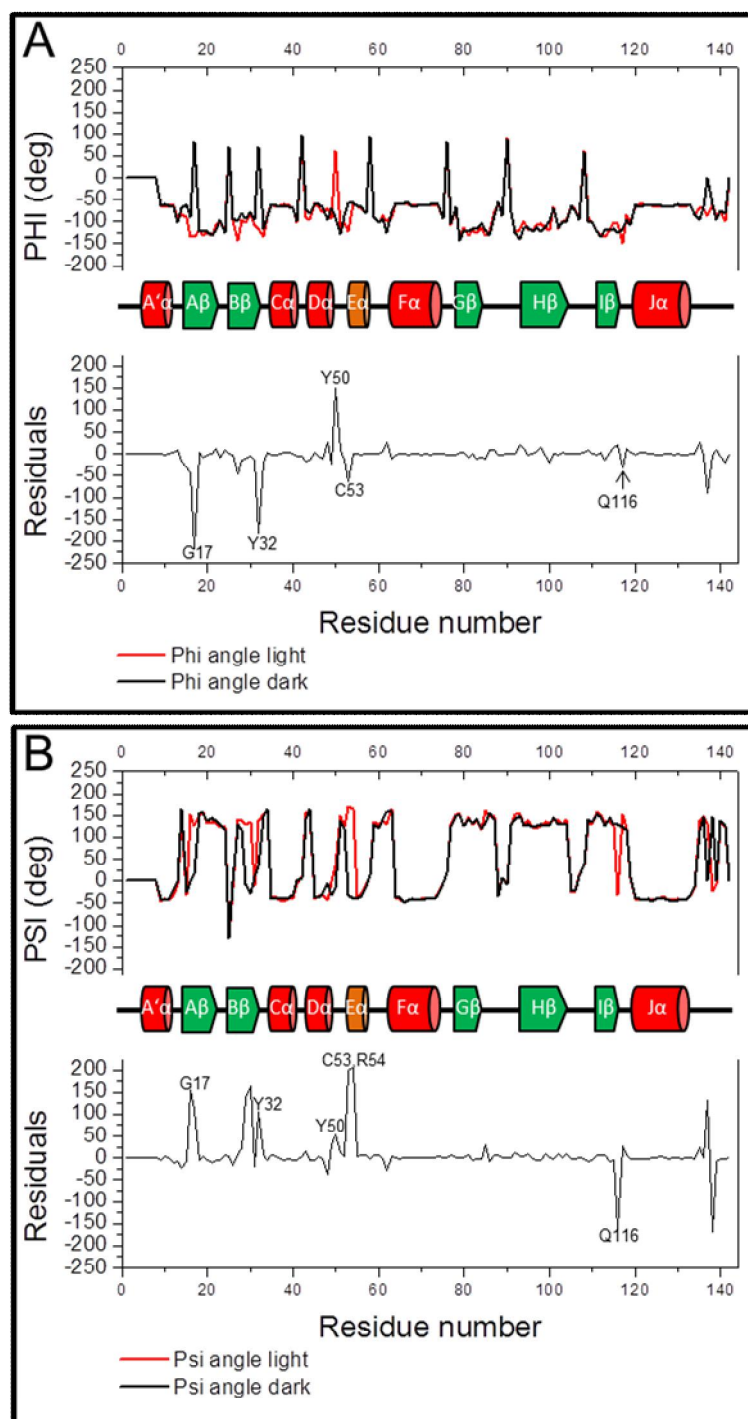 A
0 20 40 60 80 100 120 140
250
200
150
100
50
0
-50
-100
-150
-200
PHI (deg)
A'α Aβ Bβ Cα Dα Eα Fα Gβ Hβ Iβ Jα
200
150
100
50
0
-50
-100
-150
-200
-250
Residuals
Y50
C53
G17
Y32
Q116
0 20 40 60 80 100 120 140
Residue number
Phi angle light
Phi angle dark
B
0 20 40 60 80 100 120 140
250
200
150
100
50
0
-50
-100
-150
-200
PSI (deg)
A'α Aβ Bβ Cα Dα Eα Fα Gβ Hβ Iβ Jα
200
150
100
50
0
-50
-100
-150
-200
-250
Residuals
C53 R54
G17
Y32
Y50
Q116
0 20 40 60 80 100 120 140
Residue number
Psi angle light
Psi angle dark